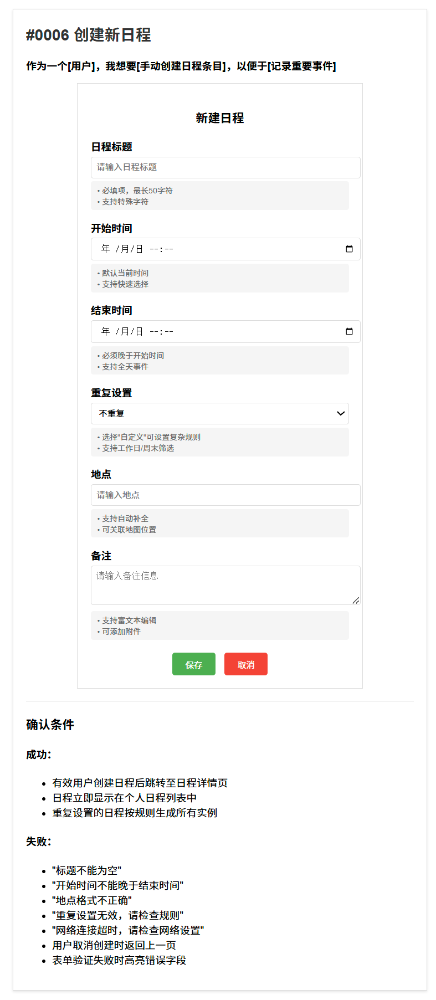 #0006 创建新日程
作为一个[用户]，我想要[手动创建日程条目]，以便于[记录重要事件]
新建日程
日程标题
请输入日程标题
• 必填项，最长50字符
• 支持特殊字符
开始时间
年 /月/日 --:--
• 默认当前时间
• 支持快速选择
结束时间
年 /月/日 --:--
• 必须晚于开始时间
• 支持全天事件
重复设置
不重复
• 选择"自定义"可设置复杂规则
• 支持工作日/周末筛选
地点
请输入地点
• 支持自动补全
• 可关联地图位置
备注
请输入备注信息
• 支持富文本编辑
• 可添加附件
保存 取消
确认条件
成功：
• 有效用户创建日程后跳转至日程详情页
• 日程立即显示在个人日程列表中
• 重复设置的日程按规则生成所有实例
失败：
• "标题不能为空"
• "开始时间不能晚于结束时间"
• "地点格式不正确"
• "重复设置无效，请检查规则"
• "网络连接超时，请检查网络设置"
• 用户取消创建时返回上一页
• 表单验证失败时高亮错误字段